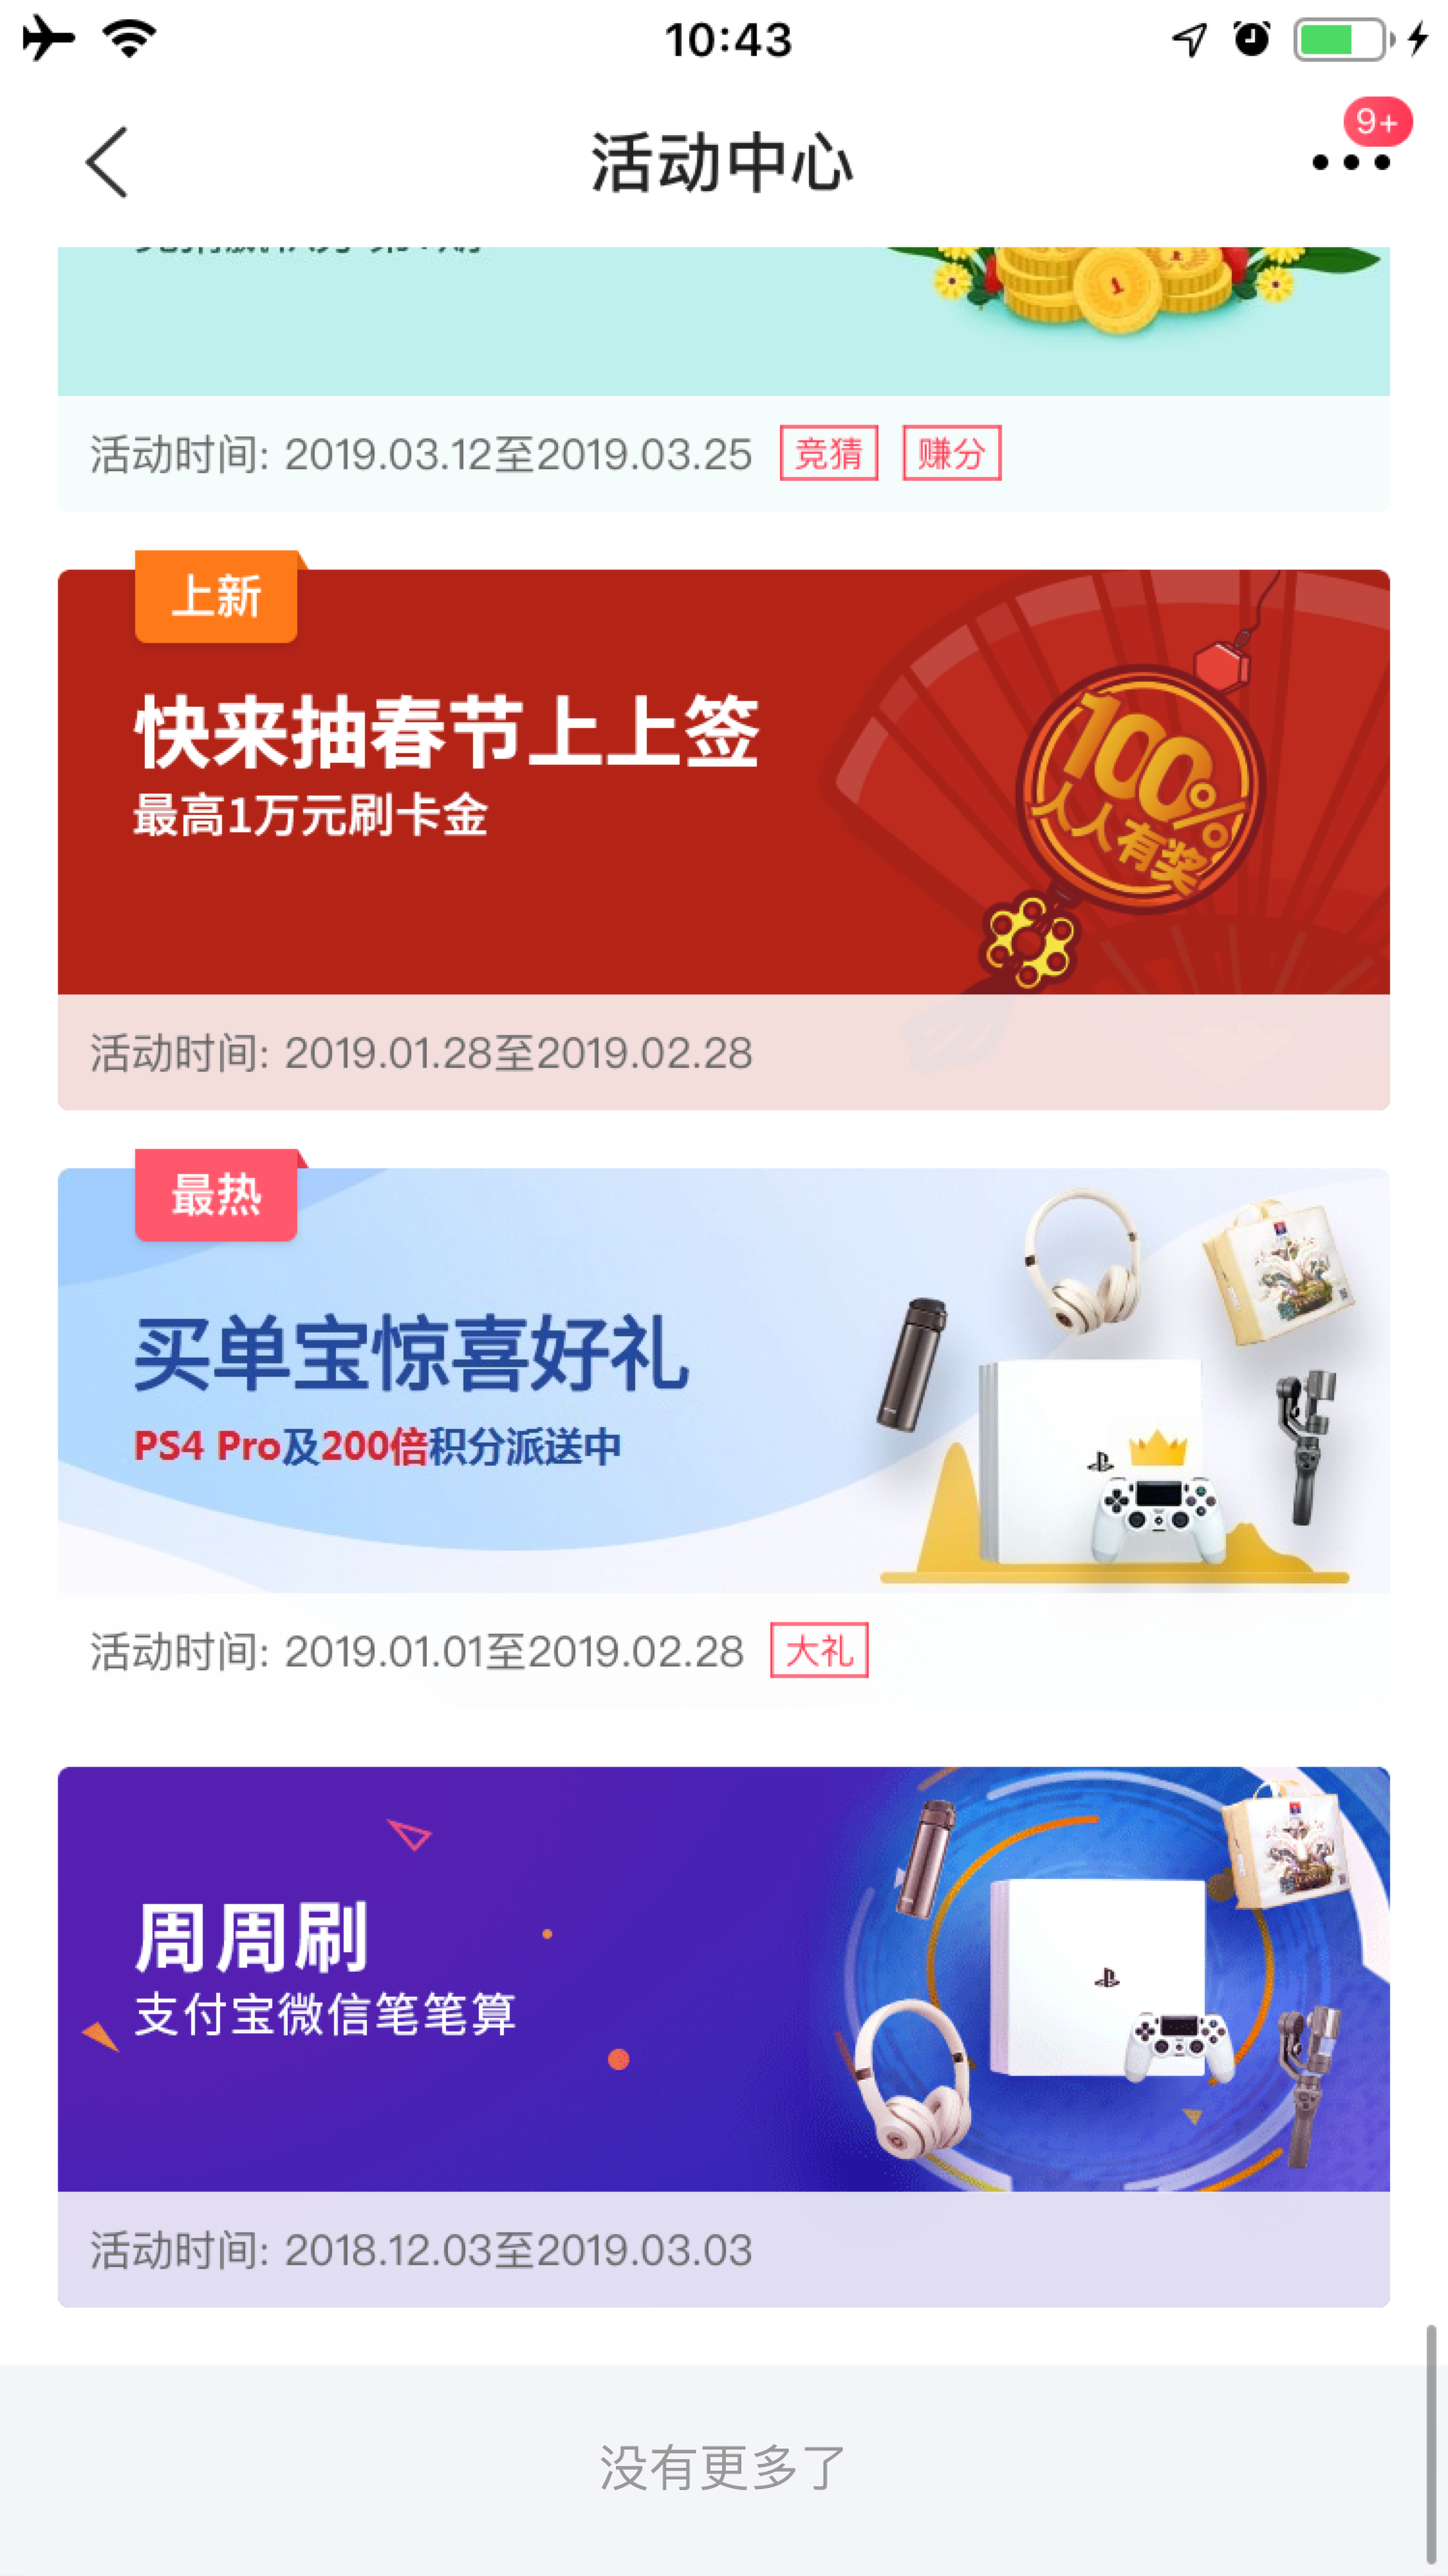 10:43
9+
活动中心
活动时间: 2019.03.12至2019.03.25 竞猜 赚分
上新
快来抽春节上上签
最高1万元刷卡金
100%
人人有奖
活动时间: 2019.01.28至2019.02.28
最热
买单宝惊喜好礼
PS4 Pro及200倍积分派送中
活动时间: 2019.01.01至2019.02.28 大礼
周周刷
支付宝微信笔笔算
活动时间: 2018.12.03至2019.03.03
没有更多了